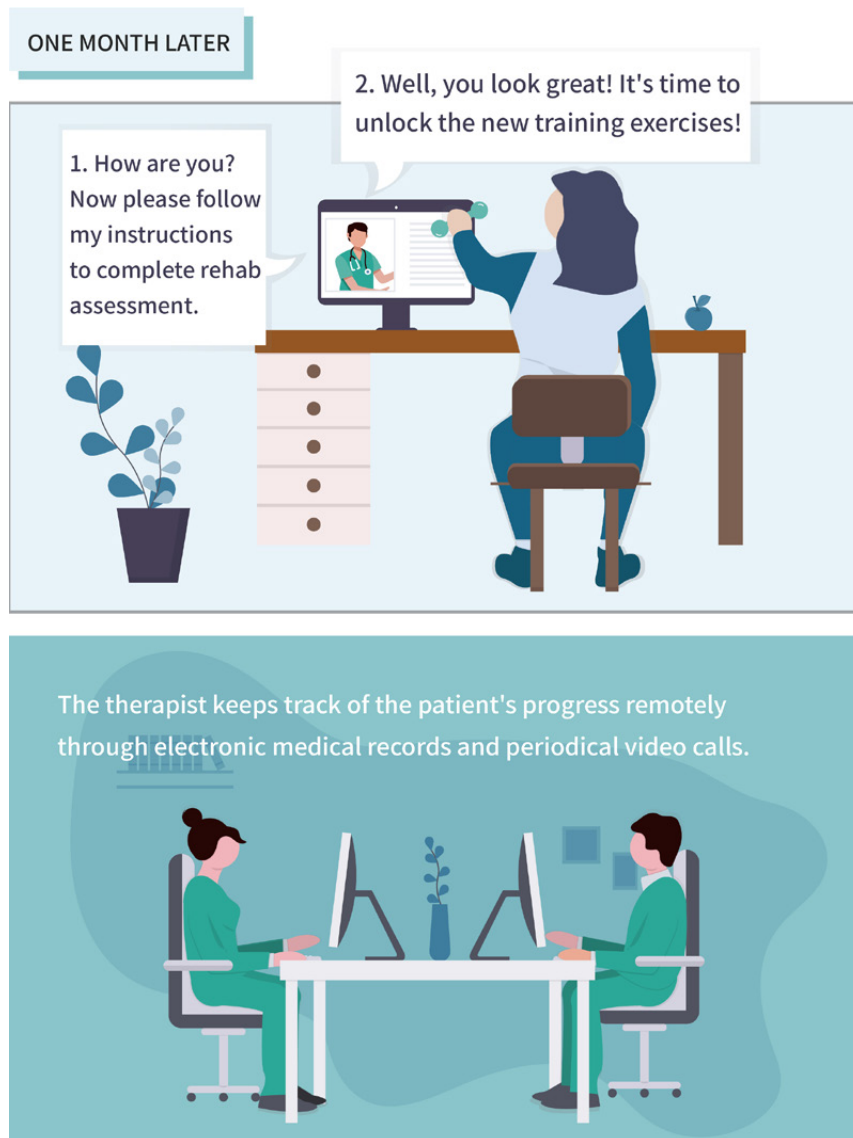 ONE MONTH LATER
2. Well, you look great! It's time to
unlock the new training exercises!
1. How are you?
Now please follow
my instructions
to complete rehab
assessment.
The therapist keeps track of the patient's progress remotely
through electronic medical records and periodical video calls.